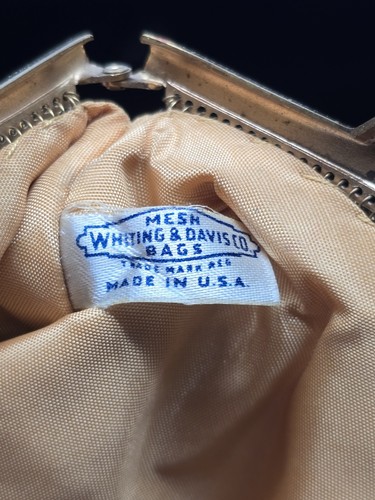 MESH
WHITING & DAVIS CO.
BAGS
TRADE MARK REG
MADE IN U.S.A.